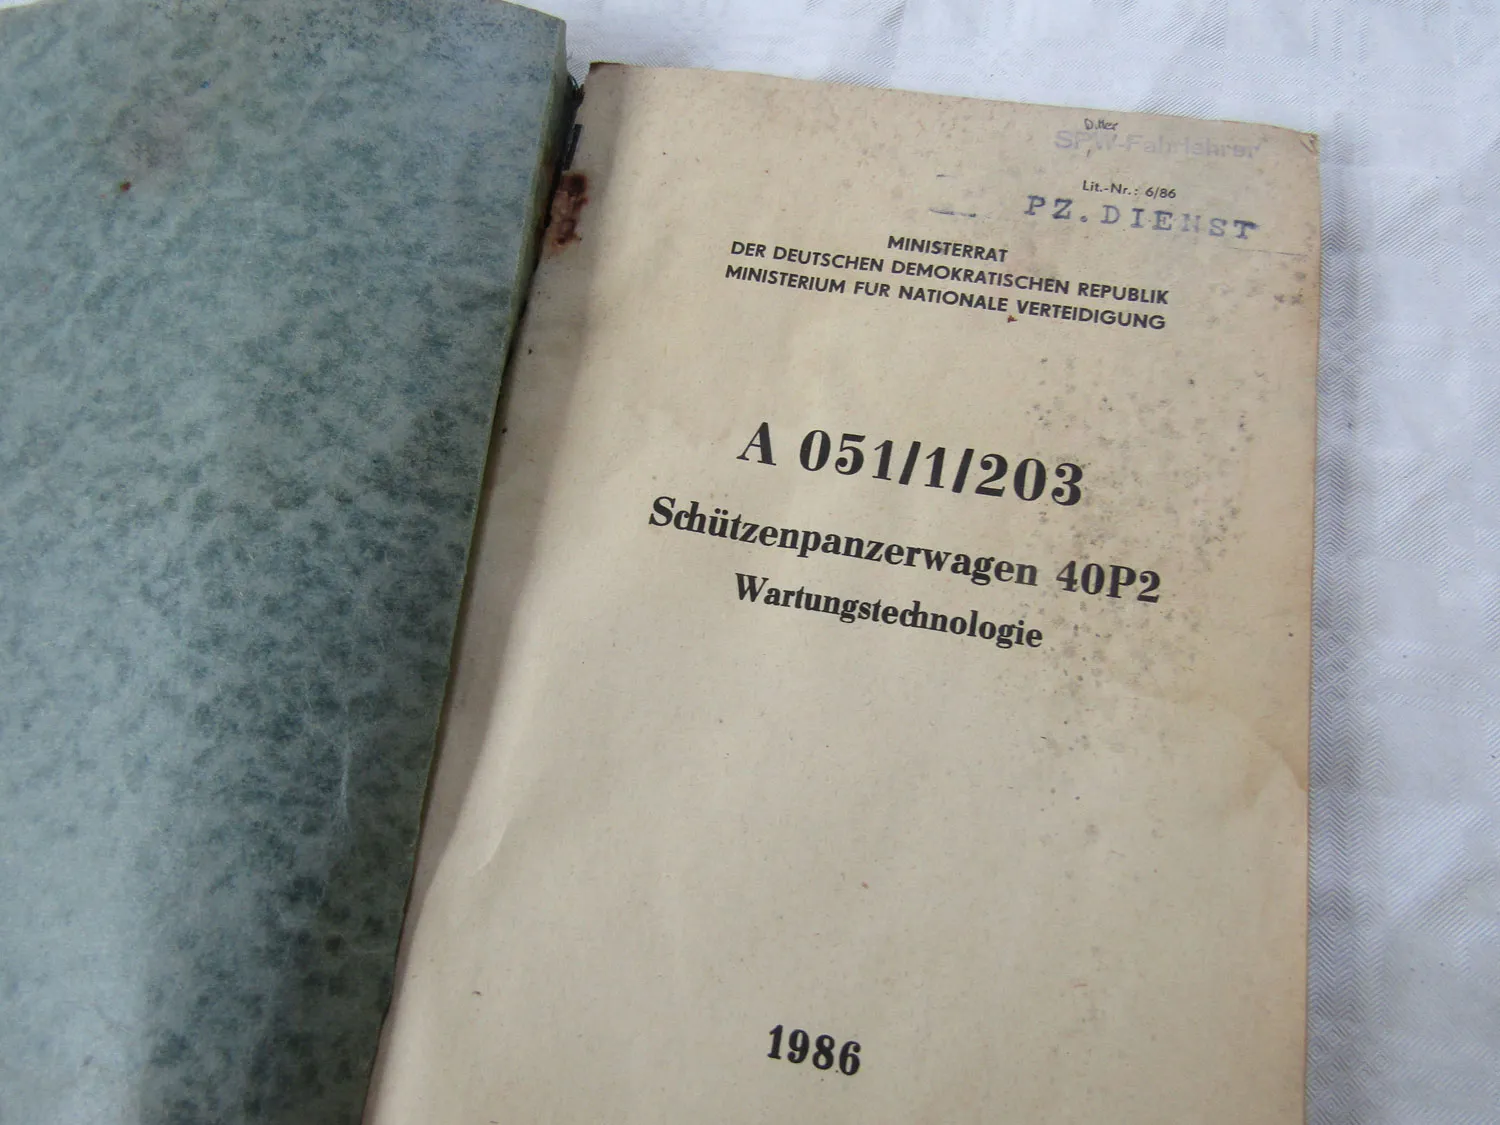 SPW-Fahrlehrer
Lit.-Nr.: 6/86
PZ. DIENST
MINISTERRAT
DER DEUTSCHEN DEMOKRATISCHEN REPUBLIK
MINISTERIUM FUR NATIONALE VERTEIDIGUNG
A 051/1/203
Schützenpanzerwagen 40P2
Wartungstechnologie
1986